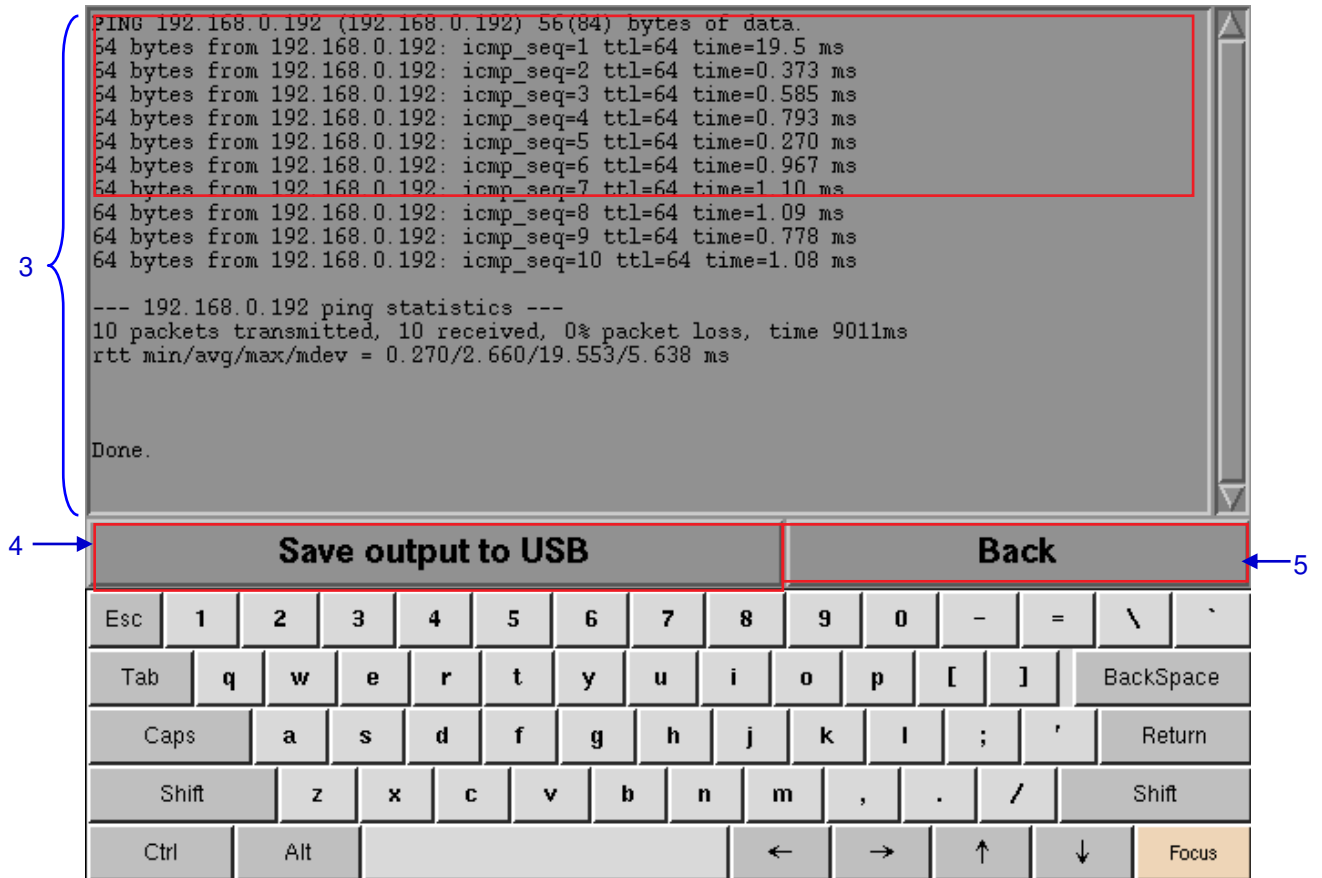 PING 192.168.0.192 (192.168.0.192) 56(84) bytes of data.
64 bytes from 192.168.0.192: icmp_seq=1 ttl=64 time=19.5 ms
64 bytes from 192.168.0.192: icmp_seq=2 ttl=64 time=0.373 ms
64 bytes from 192.168.0.192: icmp_seq=3 ttl=64 time=0.585 ms
64 bytes from 192.168.0.192: icmp_seq=4 ttl=64 time=0.793 ms
64 bytes from 192.168.0.192: icmp_seq=5 ttl=64 time=0.270 ms
64 bytes from 192.168.0.192: icmp_seq=6 ttl=64 time=0.967 ms
64 bytes from 192.168.0.192: icmp_seq=7 ttl=64 time=1.10 ms
64 bytes from 192.168.0.192: icmp_seq=8 ttl=64 time=1.09 ms
64 bytes from 192.168.0.192: icmp_seq=9 ttl=64 time=0.778 ms
64 bytes from 192.168.0.192: icmp_seq=10 ttl=64 time=1.08 ms
3
--- 192.168.0.192 ping statistics ---
10 packets transmitted, 10 received, 0% packet loss, time 9011ms
rtt min/avg/max/mdev = 0.270/2.660/19.553/5.638 ms
Done.
4 Save output to USB Back 5
Esc 1 2 3 4 5 6 7 8 9 0 - = \ `
Tab q w e r t y u i o p [ ] BackSpace
Caps a s d f g h j k l ; ' Return
Shift z x c v b n m , . / Shift
Ctrl Alt ← → ↑ ↓ Focus